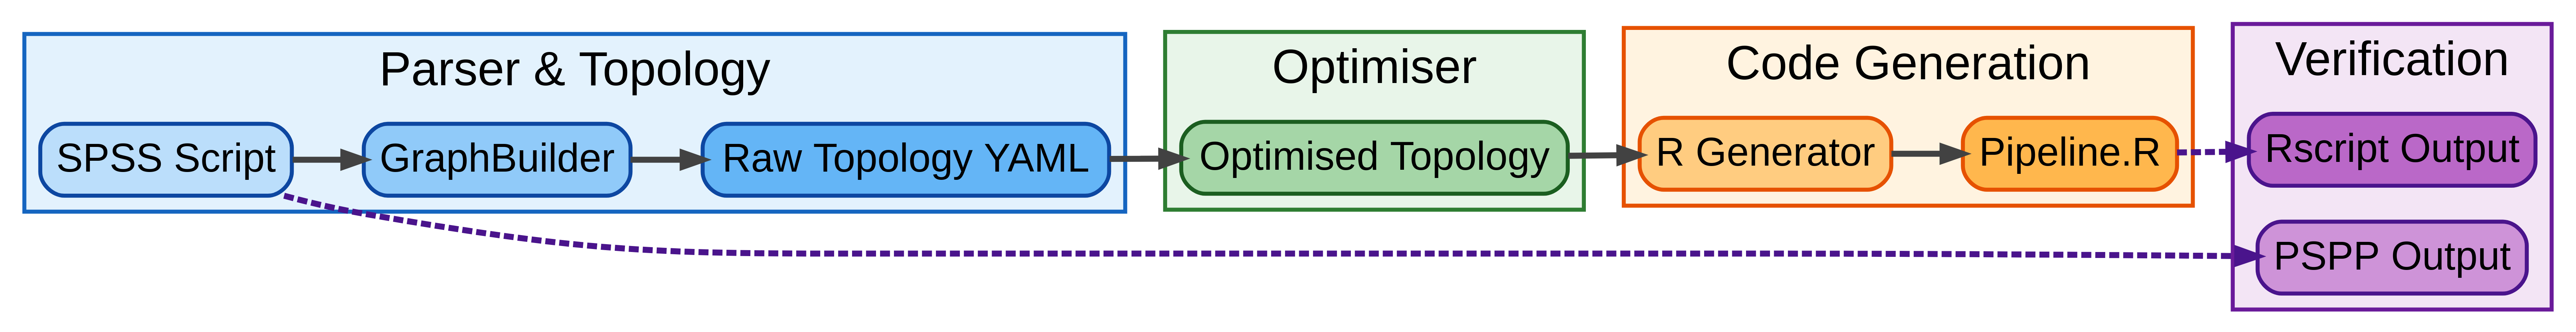 Parser & Topology
SPSS Script
GraphBuilder
Raw Topology YAML
Optimiser
Optimised Topology
Code Generation
R Generator
Pipeline.R
Verification
Rscript Output
PSPP Output